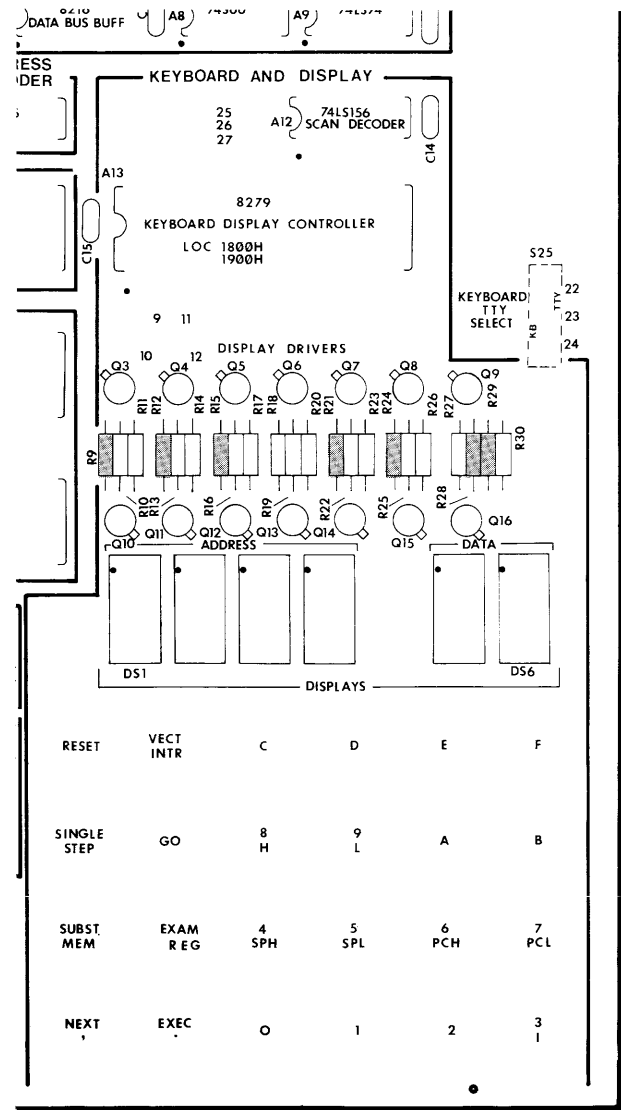 8216
DATA BUS BUFF
A8
74S00
A9
74LS74
RESS
DER
KEYBOARD AND DISPLAY
25
26
27
A12
74LS156
SCAN DECODER
C14
A13
8279
KEYBOARD DISPLAY CONTROLLER
LOC 1800H
1900H
C15
S25
KEYBOARD
TTY
SELECT
KB
TTY
22
23
24
9 11
10 12
DISPLAY DRIVERS
Q3 Q4 Q5 Q6 Q7 Q8 Q9
R11 R12 R14 R15 R17 R18 R20 R21 R23 R24 R26 R27 R29
R9
R30
R10 R13 R16 R19 R22 R25 R28
Q10 Q11 Q12 Q13 Q14 Q15 Q16
ADDRESS
DATA
DS1
DS6
DISPLAYS
RESET
VECT
INTR
C
D
E
F
SINGLE
STEP
GO
8
H
9
L
A
B
SUBST
MEM
EXAM
REG
4
SPH
5
SPL
6
PCH
7
PCL
NEXT
,
EXEC
.
0
1
2
3
I